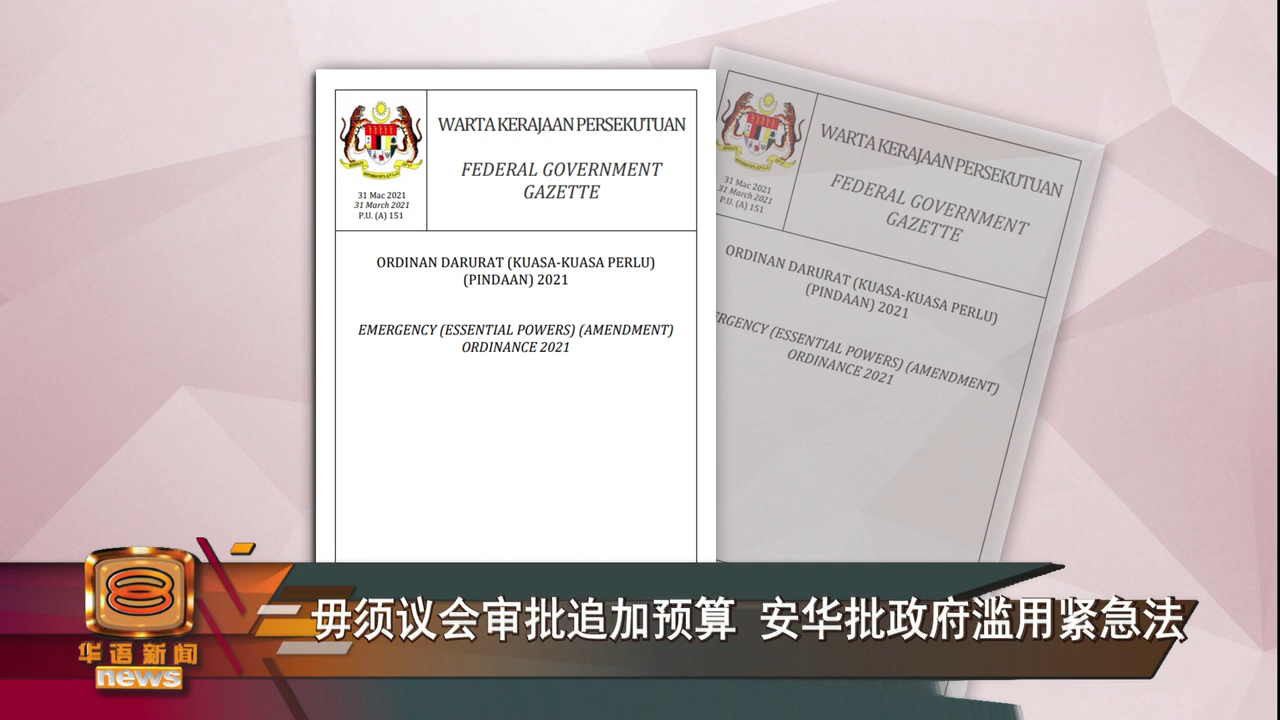 WARTA KERAJAAN PERSEKUTUAN
FEDERAL GOVERNMENT
GAZETTE
31 Mac 2021
31 March 2021
P.U. (A) 151
ORDINAN DARURAT (KUASA-KUASA PERLU)
(PINDAAN) 2021
EMERGENCY (ESSENTIAL POWERS) (AMENDMENT)
ORDINANCE 2021
WARTA KERAJAAN PERSEKUTUAN
FEDERAL GOVERNMENT
GAZETTE
31 Mac 2021
31 March 2021
P.U. (A) 151
ORDINAN DARURAT (KUASA-KUASA PERLU)
(PINDAAN) 2021
RGENCY (ESSENTIAL POWERS) (AMENDMENT)
ORDINANCE 2021
毋须议会审批追加预算 安华批政府滥用紧急法
8
华语新闻
news